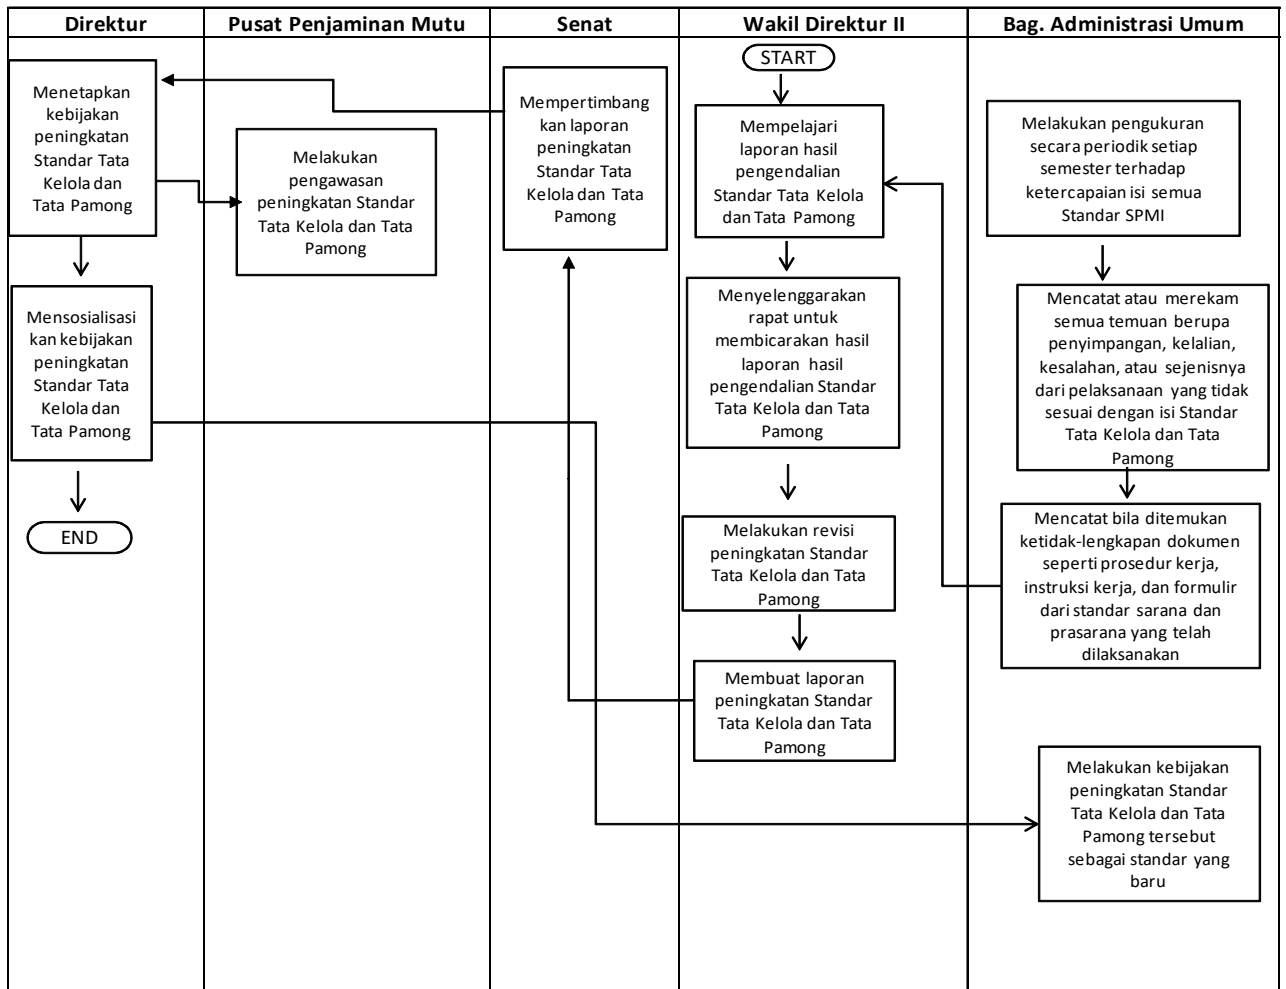 Direktur
Pusat Penjaminan Mutu
Senat
Wakil Direktur II
Bag. Administrasi Umum
Menetapkan
kebijakan
peningkatan
Standar Tata
Kelola dan
Tata Pamong
Mensosialisasi
kan kebijakan
peningkatan
Standar Tata
Kelola dan
Tata Pamong
END
Melakukan
pengawasan
peningkatan Standar
Tata Kelola dan Tata
Pamong
Mempertimbang
kan laporan
peningkatan
Standar Tata
Kelola dan Tata
Pamong
START
Mempelajari
laporan hasil
pengendalian
Standar Tata Kelola
dan Tata Pamong
Menyelenggarakan
rapat untuk
membicarakan hasil
laporan hasil
pengendalian Standar
Tata Kelola dan Tata
Pamong
Melakukan revisi
peningkatan Standar
Tata Kelola dan Tata
Pamong
Membuat laporan
peningkatan Standar
Tata Kelola dan Tata
Pamong
Melakukan pengukuran
secara periodik setiap
semester terhadap
ketercapaian isi semua
Standar SPMI
Mencatat atau merekam
semua temuan berupa
penyimpangan, kelalian,
kesalahan, atau sejenisnya
dari pelaksanaan yang tidak
sesuai dengan isi Standar
Tata Kelola dan Tata
Pamong
Mencatat bila ditemukan
ketidak-lengkapan dokumen
seperti prosedur kerja,
instruksi kerja, dan formulir
dari standar sarana dan
prasarana yang telah
dilaksanakan
Melakukan kebijakan
peningkatan Standar
Tata Kelola dan Tata
Pamong tersebut
sebagai standar yang
baru